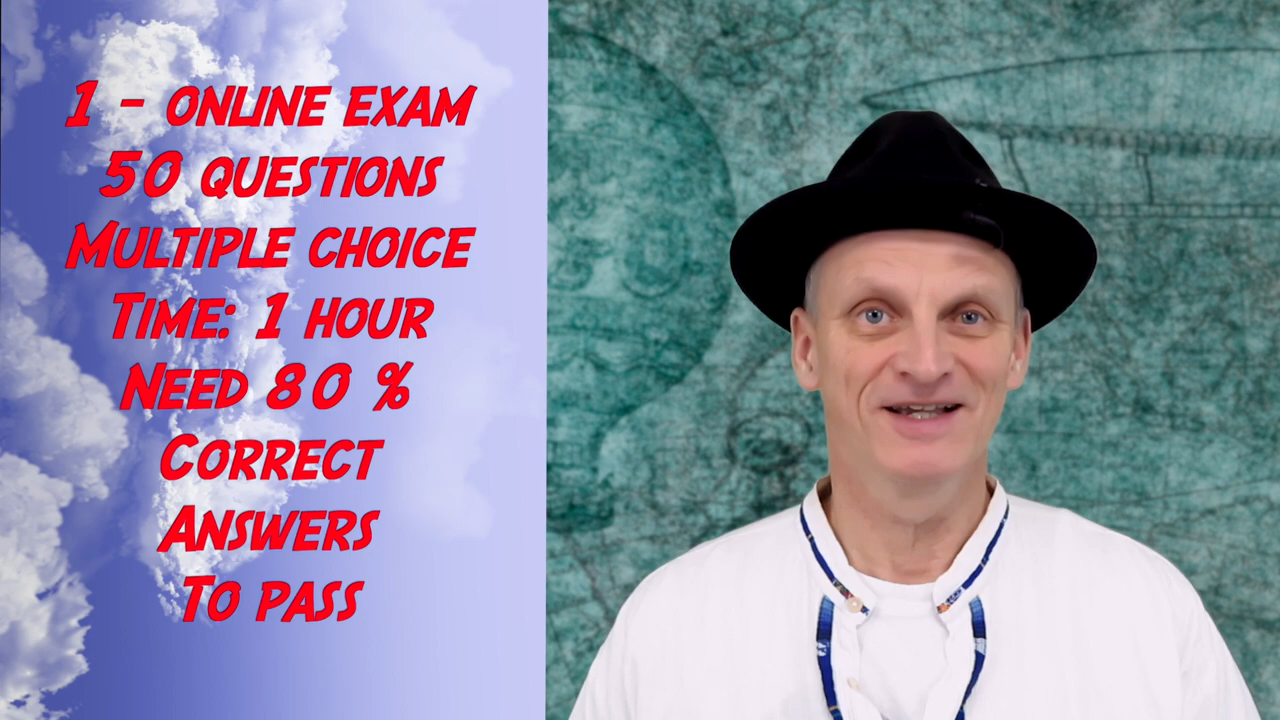 1 - ONLINE EXAM
50 QUESTIONS
MULTIPLE CHOICE
TIME: 1 HOUR
NEED 80 %
CORRECT
ANSWERS
TO PASS